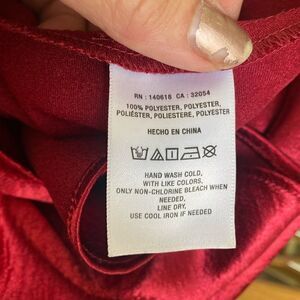 RN : 140618 CA : 32054
100% POLYESTER, POLYESTER,
POLIÉSTER, POLIESTERE, POLYESTER
HECHO EN CHINA
HAND WASH COLD,
WITH LIKE COLORS,
ONLY NON-CHLORINE BLEACH WHEN
NEEDED,
LINE DRY,
USE COOL IRON IF NEEDED